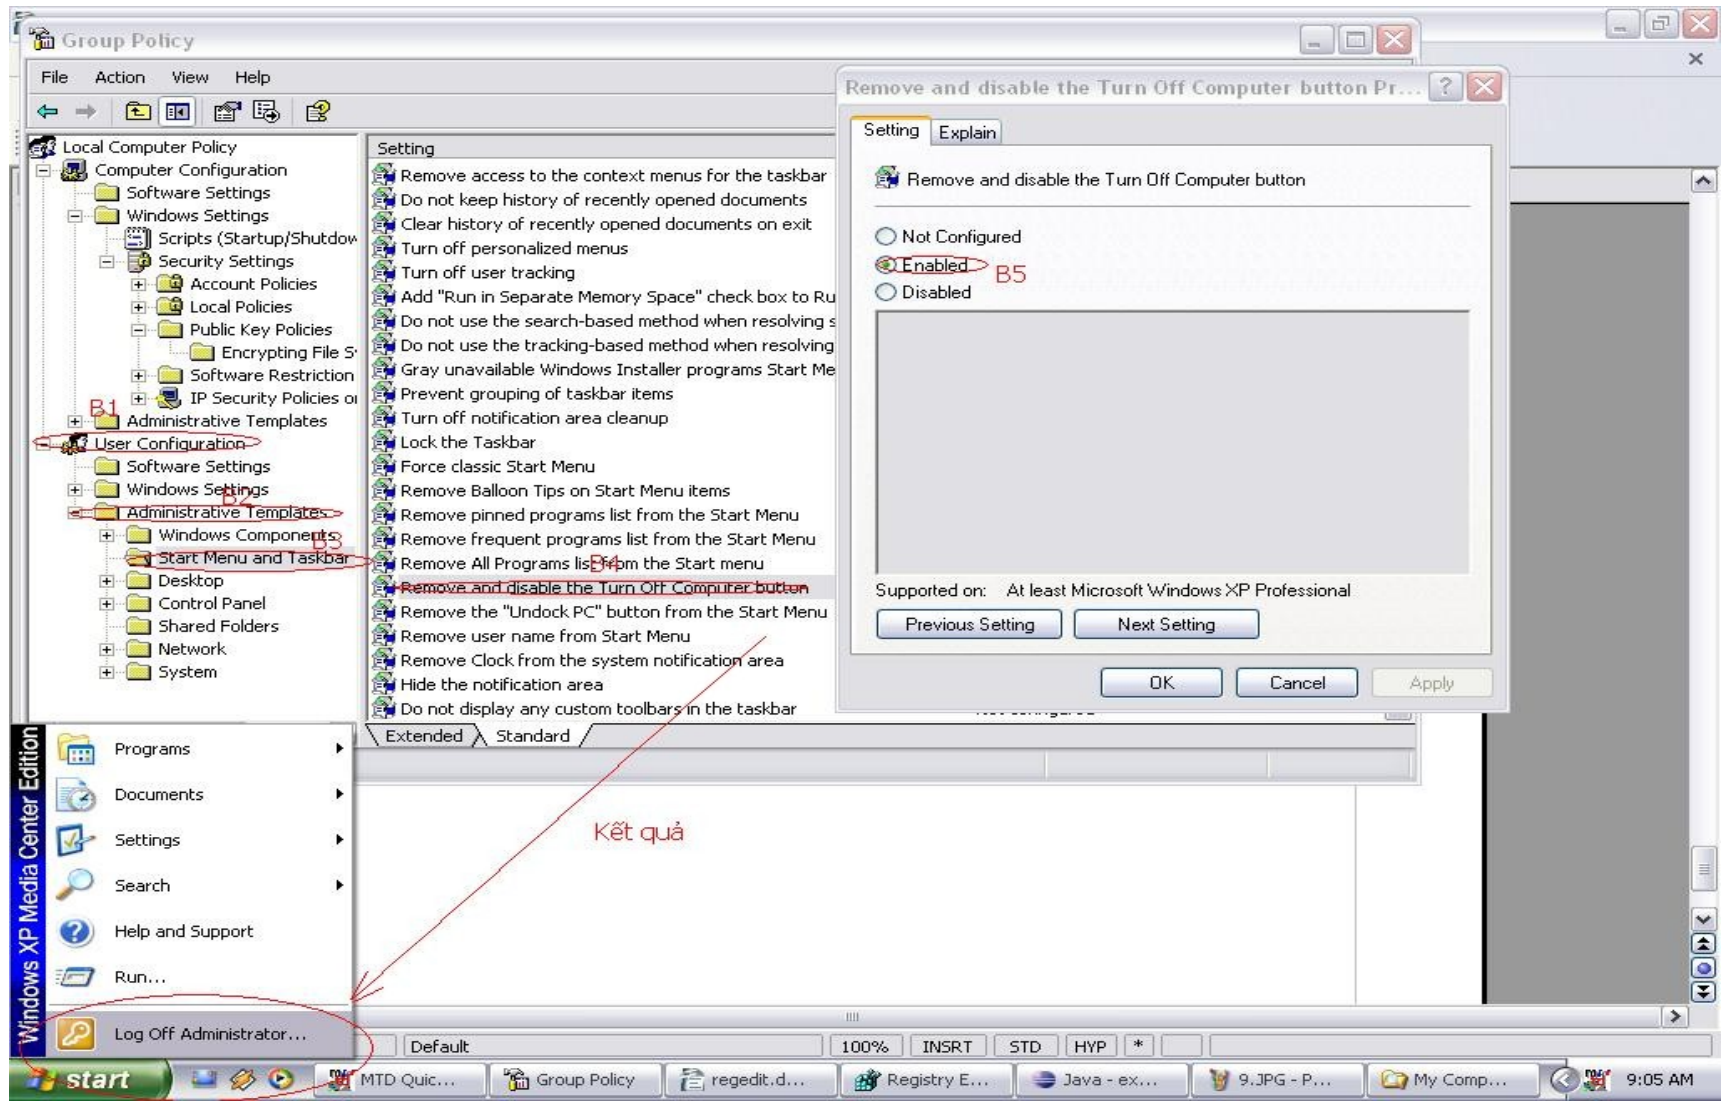 Group Policy
File Action View Help
Local Computer Policy
Computer Configuration
Software Settings
Windows Settings
Scripts (Startup/Shutdow
Security Settings
Account Policies
Local Policies
Public Key Policies
Encrypting File S
Software Restriction
IP Security Policies o
B1
Administrative Templates
User Configuration
Software Settings
Windows Settings
B2
Administrative Templates
Windows Components
B3
Start Menu and Taskbar
Desktop
Control Panel
Shared Folders
Network
System
Setting
Remove access to the context menus for the taskbar
Do not keep history of recently opened documents
Clear history of recently opened documents on exit
Turn off personalized menus
Turn off user tracking
Add "Run in Separate Memory Space" check box to Ru
Do not use the search-based method when resolving s
Do not use the tracking-based method when resolving
Gray unavailable Windows Installer programs Start Me
Prevent grouping of taskbar items
Turn off notification area cleanup
Lock the Taskbar
Force classic Start Menu
Remove Balloon Tips on Start Menu items
Remove pinned programs list from the Start Menu
Remove frequent programs list from the Start Menu
Remove All Programs list from the Start menu
B4
Remove and disable the Turn Off Computer button
Remove the "Undock PC" button from the Start Menu
Remove user name from Start Menu
Remove Clock from the system notification area
Hide the notification area
Do not display any custom toolbars in the taskbar
Extended Standard
Remove and disable the Turn Off Computer button Pr...
Setting Explain
Remove and disable the Turn Off Computer button
Not Configured
Enabled
B5
Disabled
Supported on: At least Microsoft Windows XP Professional
Previous Setting Next Setting
OK Cancel Apply
Windows XP Media Center Edition
Programs
Documents
Settings
Search
Help and Support
Run...
Log Off Administrator...
Kết quả
Default 100% INSRT STD HYP *
start MTD Quic... Group Policy regedit.d... Registry E... Java - ex... 9.JPG - P... My Comp... 9:05 AM